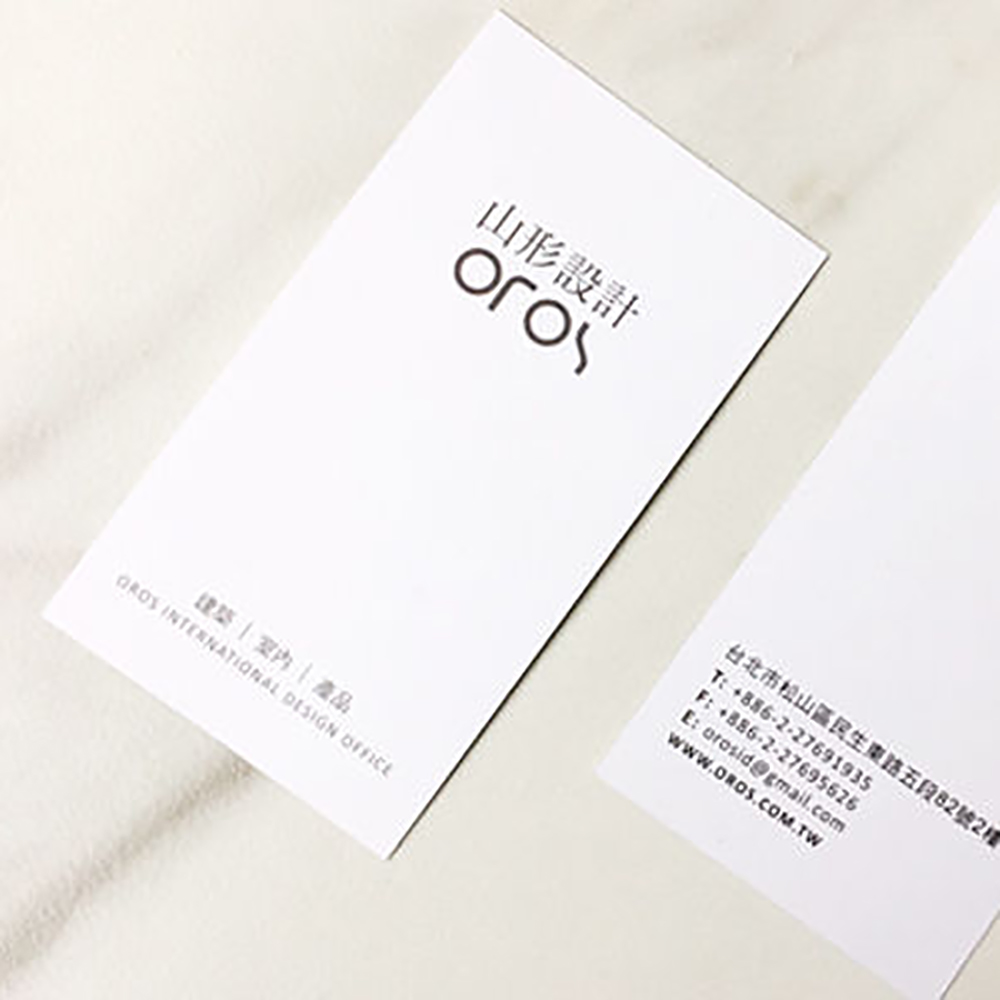 山形設計
oros
建築 | 室內 | 產品
OROS INTERNATIONAL DESIGN OFFICE
台北市松山區民生東路五段82號2樓
T: +886-2-27691935
F: +886-2-27695626
E: orosid@gmail.com
WWW.OROS.COM.TW